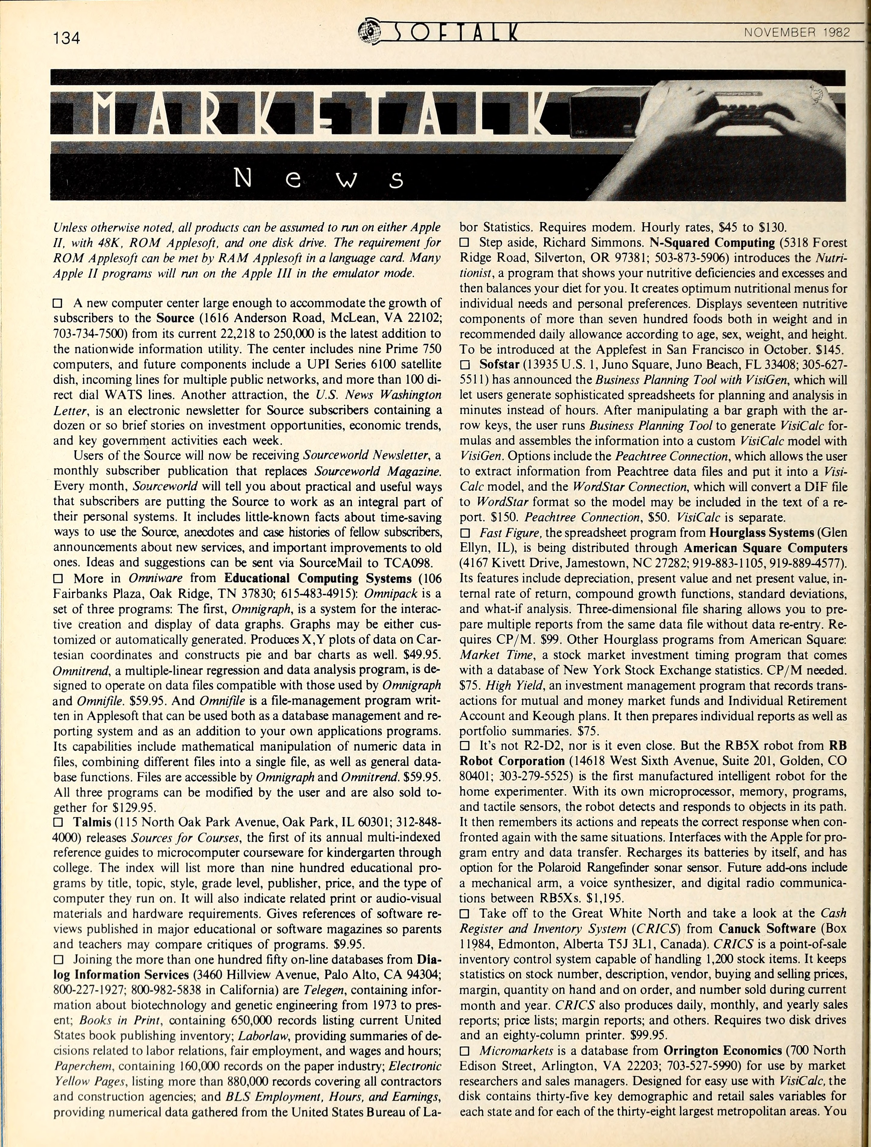 134
SOFTALK
NOVEMBER 1982
MARKETALK
News
Unless otherwise noted, all products can be assumed to run on either Apple
II, with 48K, ROM Applesoft, and one disk drive. The requirement for
ROM Applesoft can be met by RAM Applesoft in a language card. Many
Apple II programs will run on the Apple III in the emulator mode.
□ A new computer center large enough to accommodate the growth of
subscribers to the Source (1616 Anderson Road, McLean, VA 22102;
703-734-7500) from its current 22,218 to 250,000 is the latest addition to
the nationwide information utility. The center includes nine Prime 750
computers, and future components include a UPI Series 6100 satellite
dish, incoming lines for multiple public networks, and more than 100 di-
rect dial WATS lines. Another attraction, the U.S. News Washington
Letter, is an electronic newsletter for Source subscribers containing a
dozen or so brief stories on investment opportunities, economic trends,
and key government activities each week.
Users of the Source will now be receiving Sourceworld Newsletter, a
monthly subscriber publication that replaces Sourceworld Magazine.
Every month, Sourceworld will tell you about practical and useful ways
that subscribers are putting the Source to work as an integral part of
their personal systems. It includes little-known facts about time-saving
ways to use the Source, anecdotes and case histories of fellow subscribers,
announcements about new services, and important improvements to old
ones. Ideas and suggestions can be sent via SourceMail to TCA098.
□ More in Omniware from Educational Computing Systems (106
Fairbanks Plaza, Oak Ridge, TN 37830; 615-483-4915): Omnipack is a
set of three programs: The first, Omnigraph, is a system for the interac-
tive creation and display of data graphs. Graphs may be either cus-
tomized or automatically generated. Produces X,Y plots of data on Car-
tesian coordinates and constructs pie and bar charts as well. $49.95.
Omnitrend, a multiple-linear regression and data analysis program, is de-
signed to operate on data files compatible with those used by Omnigraph
and Omnifile. $59.95. And Omnifile is a file-management program writ-
ten in Applesoft that can be used both as a database management and re-
porting system and as an addition to your own applications programs.
Its capabilities include mathematical manipulation of numeric data in
files, combining different files into a single file, as well as general data-
base functions. Files are accessible by Omnigraph and Omnitrend. $59.95.
All three programs can be modified by the user and are also sold to-
gether for $129.95.
□ Talmis (115 North Oak Park Avenue, Oak Park, IL 60301; 312-848-
4000) releases Sources for Courses, the first of its annual multi-indexed
reference guides to microcomputer courseware for kindergarten through
college. The index will list more than nine hundred educational pro-
grams by title, topic, style, grade level, publisher, price, and the type of
computer they run on. It will also indicate related print or audio-visual
materials and hardware requirements. Gives references of software re-
views published in major educational or software magazines so parents
and teachers may compare critiques of programs. $9.95.
□ Joining the more than one hundred fifty on-line databases from Dia-
log Information Services (3460 Hillview Avenue, Palo Alto, CA 94304;
800-227-1927; 800-982-5838 in California) are Telegen, containing infor-
mation about biotechnology and genetic engineering from 1973 to pres-
ent; Books in Print, containing 650,000 records listing current United
States book publishing inventory; Laborlaw, providing summaries of de-
cisions related to labor relations, fair employment, and wages and hours;
Paperchem, containing 160,000 records on the paper industry; Electronic
Yellow Pages, listing more than 880,000 records covering all contractors
and construction agencies; and BLS Employment, Hours, and Earnings,
providing numerical data gathered from the United States Bureau of La-
bor Statistics. Requires modem. Hourly rates, $45 to $130.
□ Step aside, Richard Simmons. N-Squared Computing (5318 Forest
Ridge Road, Silverton, OR 97381; 503-873-5906) introduces the Nutri-
tionist, a program that shows your nutritive deficiencies and excesses and
then balances your diet for you. It creates optimum nutritional menus for
individual needs and personal preferences. Displays seventeen nutritive
components of more than seven hundred foods both in weight and in
recommended daily allowance according to age, sex, weight, and height.
To be introduced at the Applefest in San Francisco in October. $145.
□ Sofstar (13935 U.S. 1, Juno Square, Juno Beach, FL 33408; 305-627-
5511) has announced the Business Planning Tool with VisiGen, which will
let users generate sophisticated spreadsheets for planning and analysis in
minutes instead of hours. After manipulating a bar graph with the ar-
row keys, the user runs Business Planning Tool to generate VisiCalc for-
mulas and assembles the information into a custom VisiCalc model with
VisiGen. Options include the Peachtree Connection, which allows the user
to extract information from Peachtree data files and put it into a Visi-
Calc model, and the WordStar Connection, which will convert a DIF file
to WordStar format so the model may be included in the text of a re-
port. $150. Peachtree Connection, $50. VisiCalc is separate.
□ Fast Figure, the spreadsheet program from Hourglass Systems (Glen
Ellyn, IL), is being distributed through American Square Computers
(4167 Kivett Drive, Jamestown, NC 27282; 919-883-1105, 919-889-4577).
Its features include depreciation, present value and net present value, in-
ternal rate of return, compound growth functions, standard deviations,
and what-if analysis. Three-dimensional file sharing allows you to pre-
pare multiple reports from the same data file without data re-entry. Re-
quires CP/M. $99. Other Hourglass programs from American Square:
Market Time, a stock market investment timing program that comes
with a database of New York Stock Exchange statistics. CP/M needed.
$75. High Yield, an investment management program that records trans-
actions for mutual and money market funds and Individual Retirement
Account and Keough plans. It then prepares individual reports as well as
portfolio summaries. $75.
□ It's not R2-D2, nor is it even close. But the RB5X robot from RB
Robot Corporation (14618 West Sixth Avenue, Suite 201, Golden, CO
80401; 303-279-5525) is the first manufactured intelligent robot for the
home experimenter. With its own microprocessor, memory, programs,
and tactile sensors, the robot detects and responds to objects in its path.
It then remembers its actions and repeats the correct response when con-
fronted again with the same situations. Interfaces with the Apple for pro-
gram entry and data transfer. Recharges its batteries by itself, and has
option for the Polaroid Rangefinder sonar sensor. Future add-ons include
a mechanical arm, a voice synthesizer, and digital radio communica-
tions between RB5Xs. $1,195.
□ Take off to the Great White North and take a look at the Cash
Register and Inventory System (CRICS) from Canuck Software (Box
11984, Edmonton, Alberta T5J 3L1, Canada). CRICS is a point-of-sale
inventory control system capable of handling 1,200 stock items. It keeps
statistics on stock number, description, vendor, buying and selling prices,
margin, quantity on hand and on order, and number sold during current
month and year. CRICS also produces daily, monthly, and yearly sales
reports; price lists; margin reports; and others. Requires two disk drives
and an eighty-column printer. $99.95.
□ Micromarkets is a database from Orrington Economics (700 North
Edison Street, Arlington, VA 22203; 703-527-5990) for use by market
researchers and sales managers. Designed for easy use with VisiCalc, the
disk contains thirty-five key demographic and retail sales variables for
each state and for each of the thirty-eight largest metropolitan areas. You